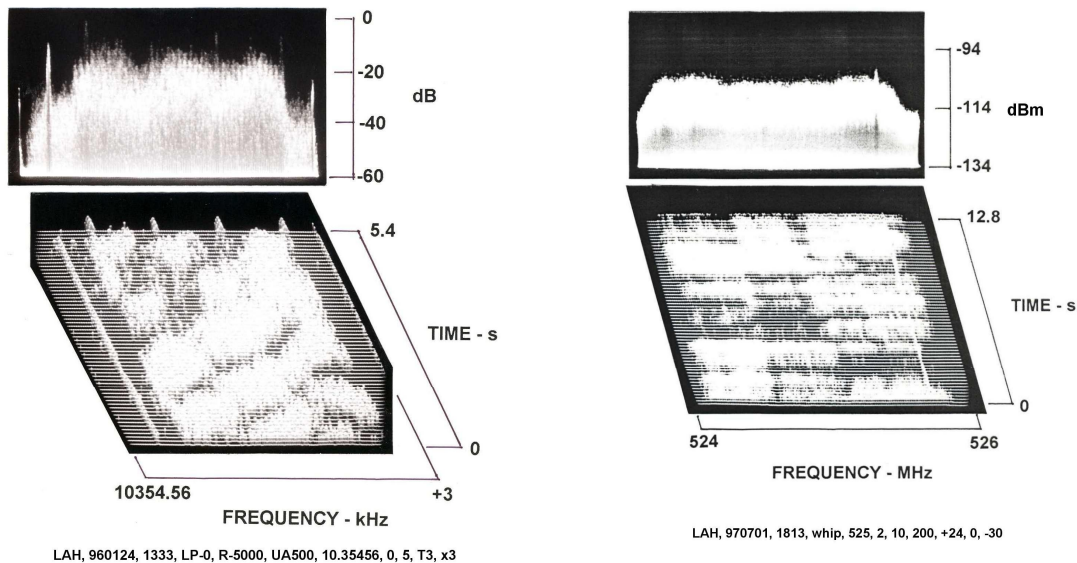 0
-20
dB
-40
-60
5.4
TIME - s
0
10354.56
+3
FREQUENCY - kHz
LAH, 960124, 1333, LP-0, R-5000, UA500, 10.35456, 0, 5, T3, x3
-94
-114
dBm
-134
12.8
TIME - s
0
524
526
FREQUENCY - MHz
LAH, 970701, 1813, whip, 525, 2, 10, 200, +24, 0, -30